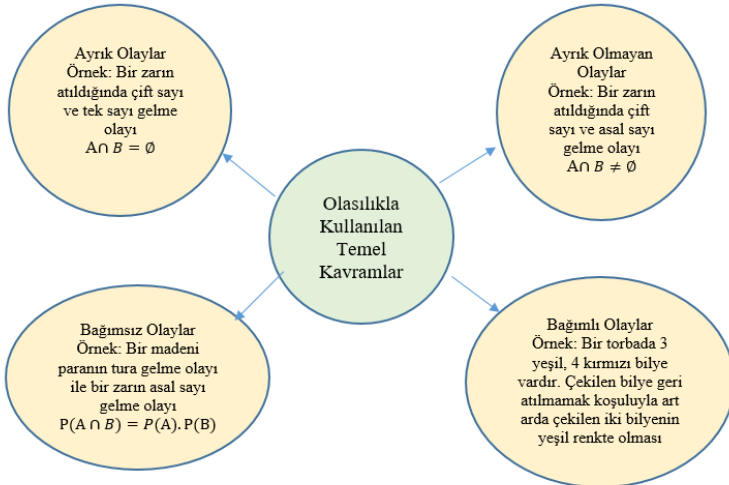 Ayrık Olaylar
Örnek: Bir zarın
atıldığında çift sayı
ve tek sayı gelme
olayı
A∩ B = ∅
Ayrık Olmayan
Olaylar
Örnek: Bir zarın
atıldığında çift
sayı ve asal sayı
gelme olayı
A∩ B ≠ ∅
Olasılıkla
Kullanılan
Temel
Kavramlar
Bağımsız Olaylar
Örnek: Bir madeni
paranın tura gelme olayı
ile bir zarın asal sayı
gelme olayı
P(A ∩ B) = P(A). P(B)
Bağımlı Olaylar
Örnek: Bir torbada 3
yeşil, 4 kırmızı bilye
vardır. Çekilen bilye geri
atılmamak koşuluyla art
arda çekilen iki bilyenin
yeşil renkte olması